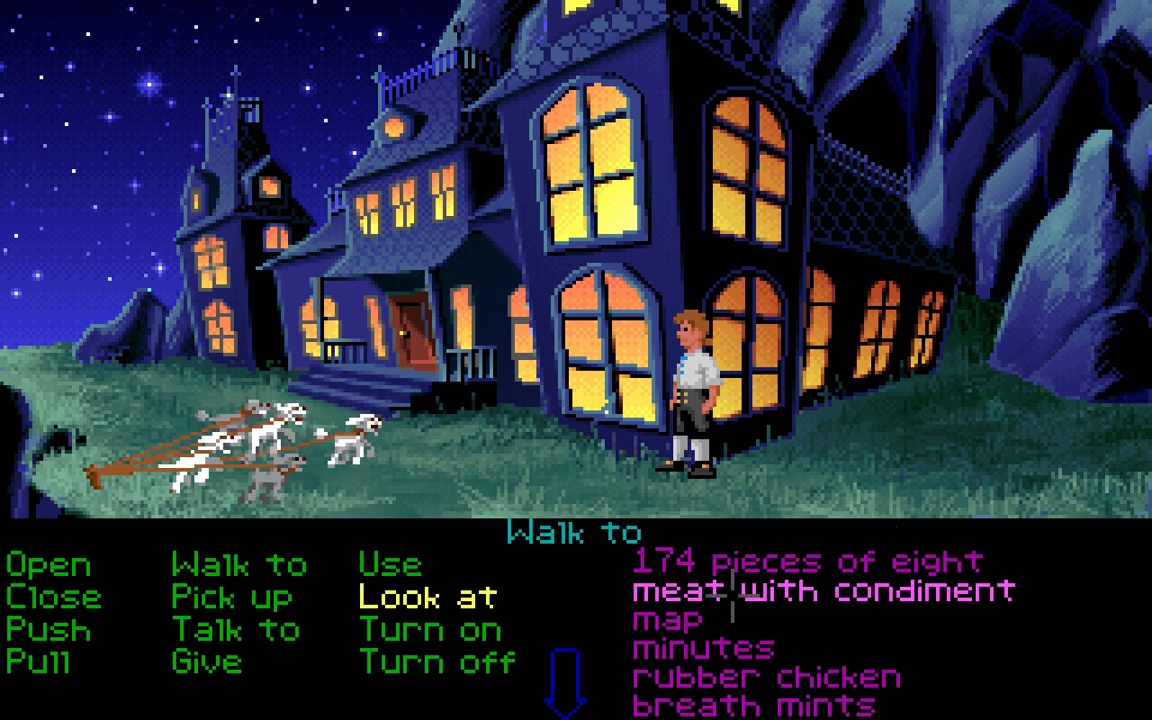 Walk to
Open Walk to Use
Close Pick up Look at
Push Talk to Turn on
Pull Give Turn off
174 pieces of eight
meat with condiment
map
minutes
rubber chicken
breath mints